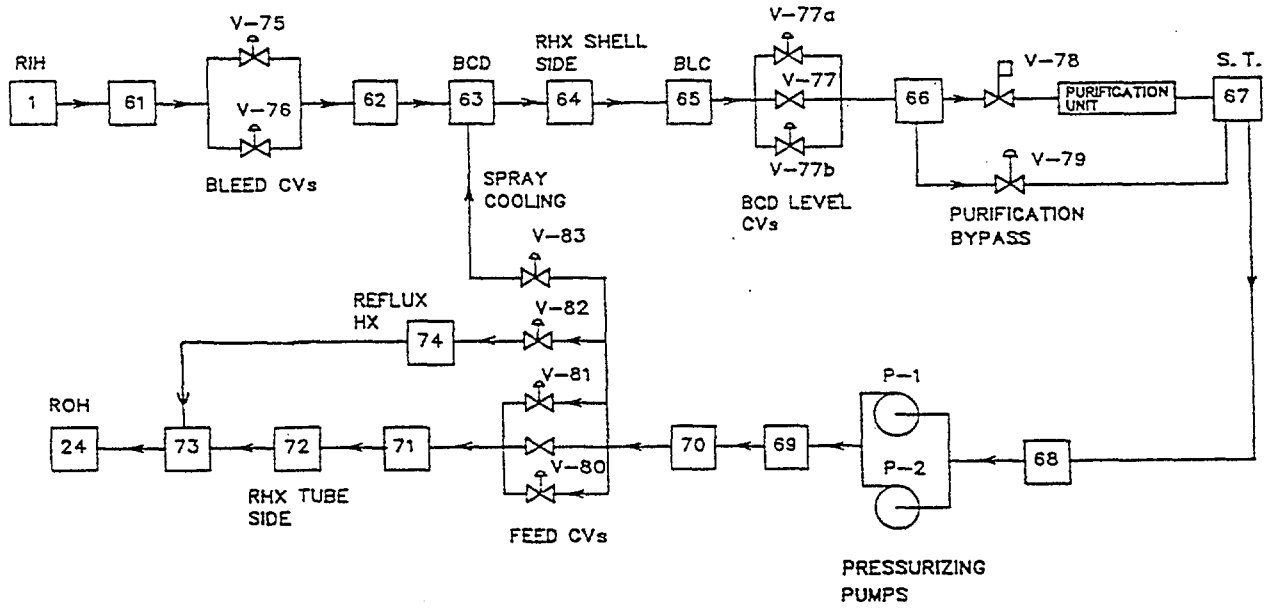 V-75
V-77a
RIH
1
61
V-76
BLEED CVs
62
BCD
63
RHX SHELL
SIDE
64
BLC
65
V-77
V-77b
BCD LEVEL
CVs
66
V-78
PURIFICATION
UNIT
S. T.
67
V-79
PURIFICATION
BYPASS
SPRAY
COOLING
V-83
REFLUX
HX
74
V-82
V-81
ROH
24
73
72
71
V-80
RHX TUBE
SIDE
FEED CVs
70
69
P-1
P-2
68
PRESSURIZING
PUMPS